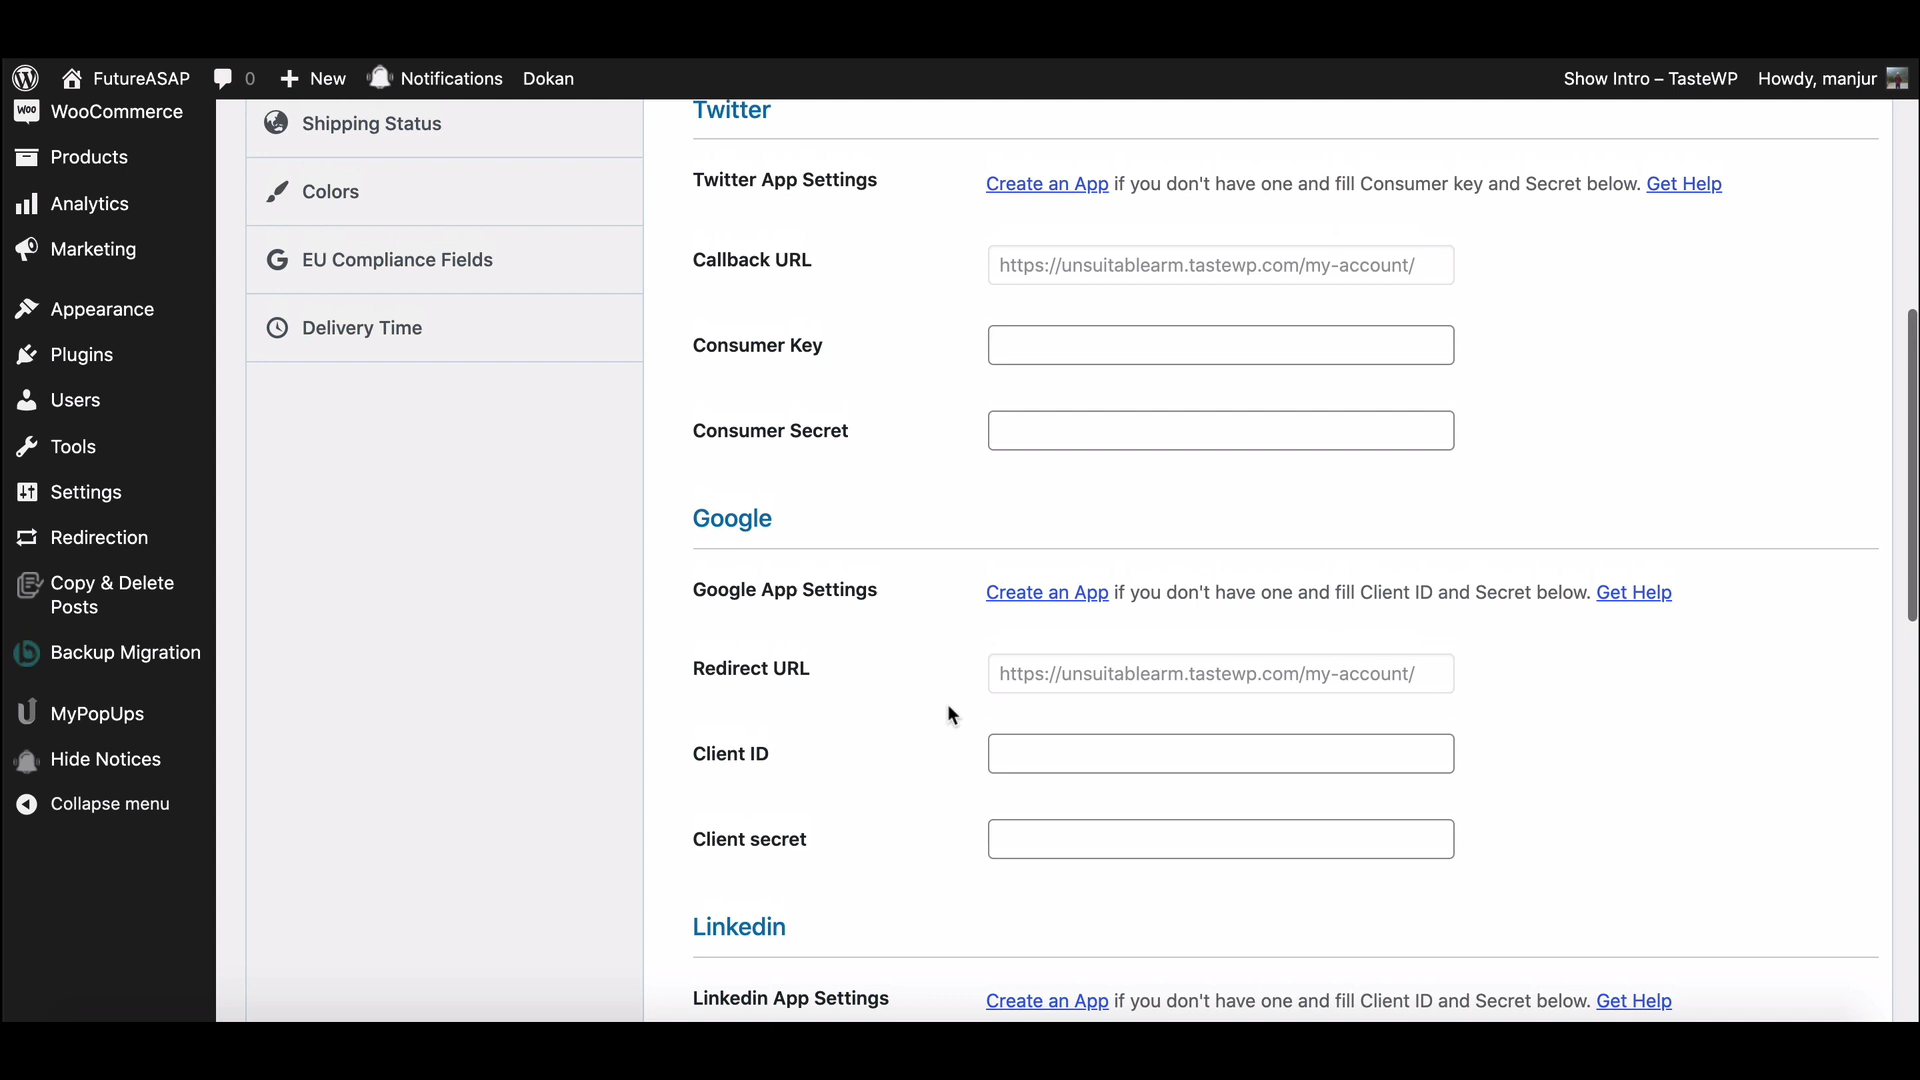 FutureASAP 0 New Notifications Dokan Show Intro – TasteWP Howdy, manjur
WOO WooCommerce
Products
Analytics
Marketing
Appearance
Plugins
Users
Tools
Settings
Redirection
Copy & Delete
Posts
Backup Migration
MyPopUps
Hide Notices
Collapse menu
Shipping Status
Colors
EU Compliance Fields
Delivery Time
Twitter
Twitter App Settings Create an App if you don't have one and fill Consumer key and Secret below. Get Help
Callback URL https://unsuitablearm.tastewp.com/my-account/
Consumer Key
Consumer Secret
Google
Google App Settings Create an App if you don't have one and fill Client ID and Secret below. Get Help
Redirect URL https://unsuitablearm.tastewp.com/my-account/
Client ID
Client secret
Linkedin
Linkedin App Settings Create an App if you don't have one and fill Client ID and Secret below. Get Help